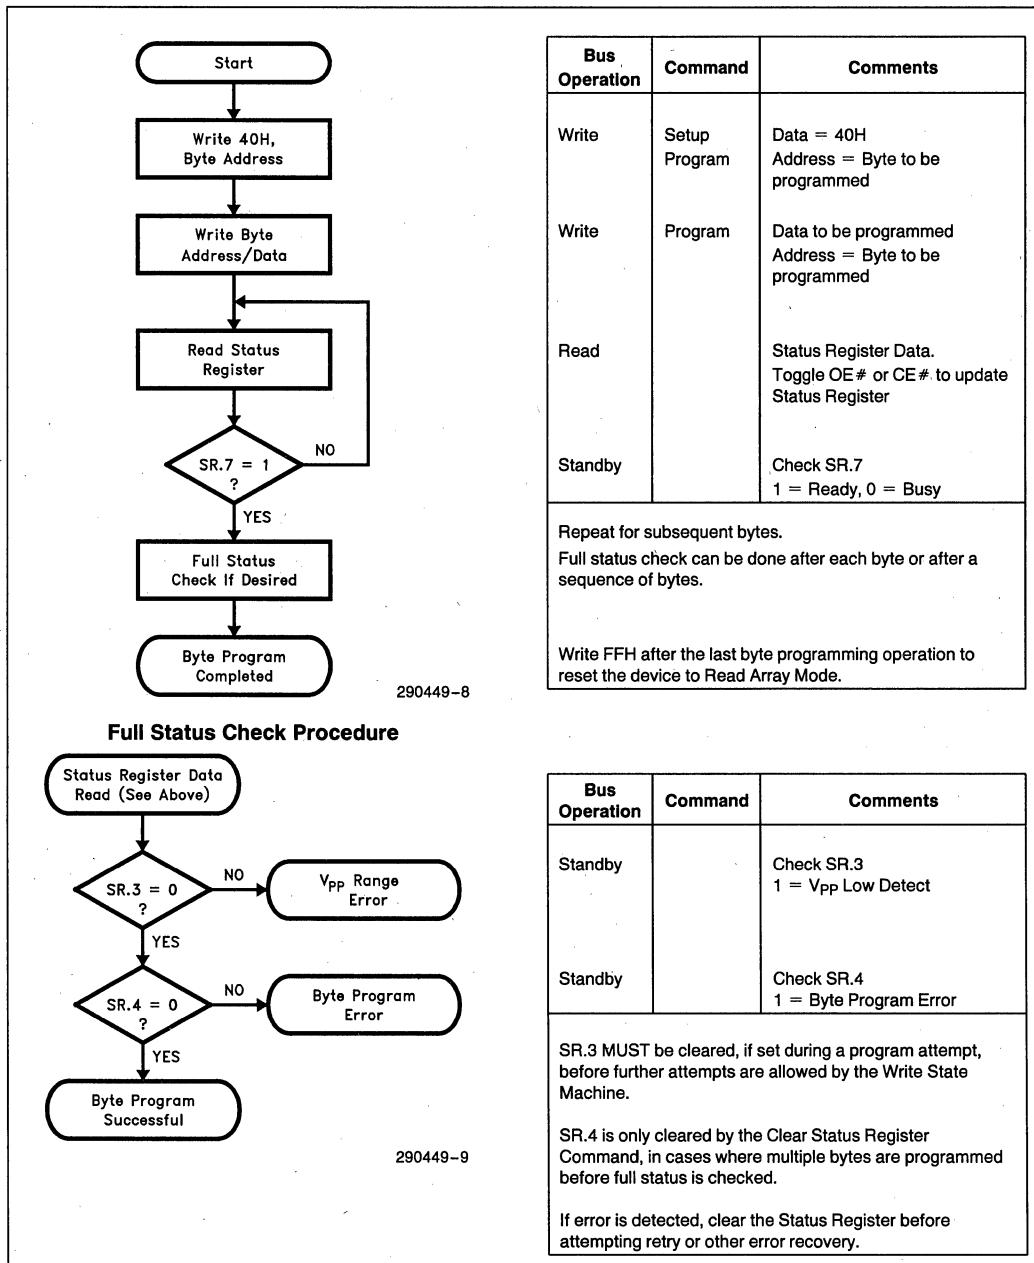 Start
Write 40H,
Byte Address
Write Byte
Address/Data
Read Status
Register
SR.7 = 1
?
NO
YES
Full Status
Check If Desired
Byte Program
Completed
290449-8
Bus
Operation
Command
Comments
Write
Setup
Program
Data = 40H
Address = Byte to be
programmed
Write
Program
Data to be programmed
Address = Byte to be
programmed
Read
Status Register Data.
Toggle OE# or CE# to update
Status Register
Standby
Check SR.7
1 = Ready, 0 = Busy
Repeat for subsequent bytes.
Full status check can be done after each byte or after a
sequence of bytes.
Write FFH after the last byte programming operation to
reset the device to Read Array Mode.
Full Status Check Procedure
Status Register Data
Read (See Above)
SR.3 = 0
?
NO
VPP Range
Error
YES
SR.4 = 0
?
NO
Byte Program
Error
YES
Byte Program
Successful
290449-9
Bus
Operation
Command
Comments
Standby
Check SR.3
1 = VPP Low Detect
Standby
Check SR.4
1 = Byte Program Error
SR.3 MUST be cleared, if set during a program attempt,
before further attempts are allowed by the Write State
Machine.
SR.4 is only cleared by the Clear Status Register
Command, in cases where multiple bytes are programmed
before full status is checked.
If error is detected, clear the Status Register before
attempting retry or other error recovery.